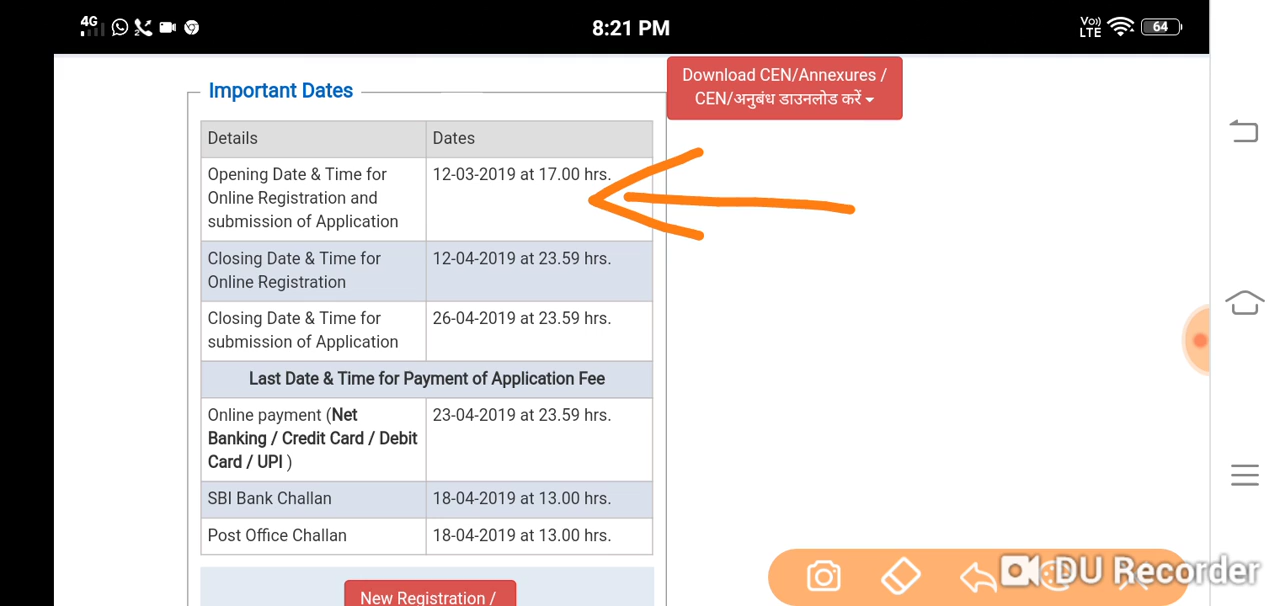 4G
2
8:21 PM
Vo))
LTE
64
Important Dates
Download CEN/Annexures /
CEN/अनुबंध डाउनलोड करें
Details
Dates
Opening Date & Time for
Online Registration and
submission of Application
12-03-2019 at 17.00 hrs.
Closing Date & Time for
Online Registration
12-04-2019 at 23.59 hrs.
Closing Date & Time for
submission of Application
26-04-2019 at 23.59 hrs.
Last Date & Time for Payment of Application Fee
Online payment (Net
Banking / Credit Card / Debit
Card / UPI )
23-04-2019 at 23.59 hrs.
SBI Bank Challan
18-04-2019 at 13.00 hrs.
Post Office Challan
18-04-2019 at 13.00 hrs.
New Registration /
DU Recorder